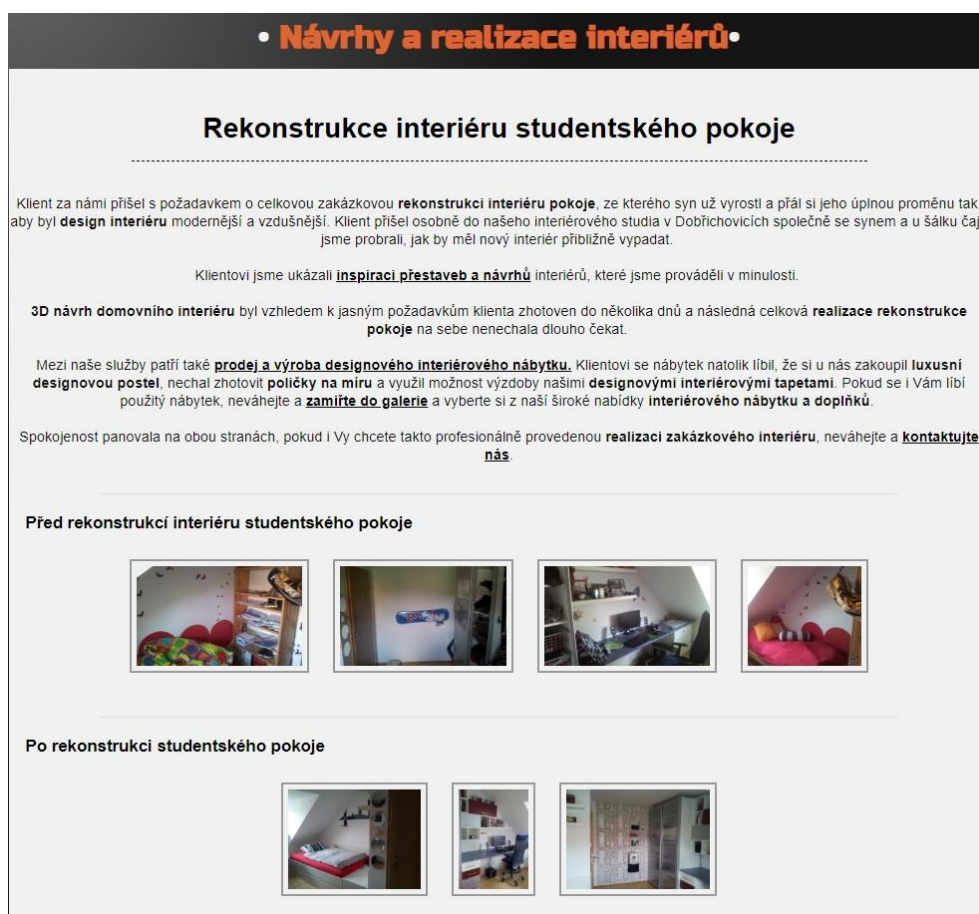 • Návrhy a realizace interiérů•
Rekonstrukce interiéru studentského pokoje
Klient za námi přišel s požadavkem o celkovou zakázkovou rekonstrukci interiéru pokoje, ze kterého syn už vyrostl a přál si jeho úplnou proměnu tak
aby byl design interiéru modernější a vzdušnější. Klient přišel osobně do našeho interiérového studia v Dobřichovicích společně se synem a u šálku čaj
jsme probrali, jak by měl nový interiér přibližně vypadat.
Klientovi jsme ukázali inspiraci přestaveb a návrhů interiérů, které jsme prováděli v minulosti.
3D návrh domovního interiéru byl vzhledem k jasným požadavkům klienta zhotoven do několika dnů a následná celková realizace rekonstrukce
pokoje na sebe nenechala dlouho čekat.
Mezi naše služby patří také prodej a výroba designového interiérového nábytku. Klientovi se nábytek natolik líbil, že si u nás zakoupil luxusní
designovou postel, nechal zhotovit poličky na míru a využil možnost výzdoby našimi designovými interiérovými tapetami. Pokud se i Vám líbí
použitý nábytek, neváhejte a zamiřte do galerie a vyberte si z naší široké nabídky interiérového nábytku a doplňků.
Spokojenost panovala na obou stranách, pokud i Vy chcete takto profesionálně provedenou realizaci zakázkového interiéru, neváhejte a kontaktujte
nás.
Před rekonstrukcí interiéru studentského pokoje
Po rekonstrukci studentského pokoje